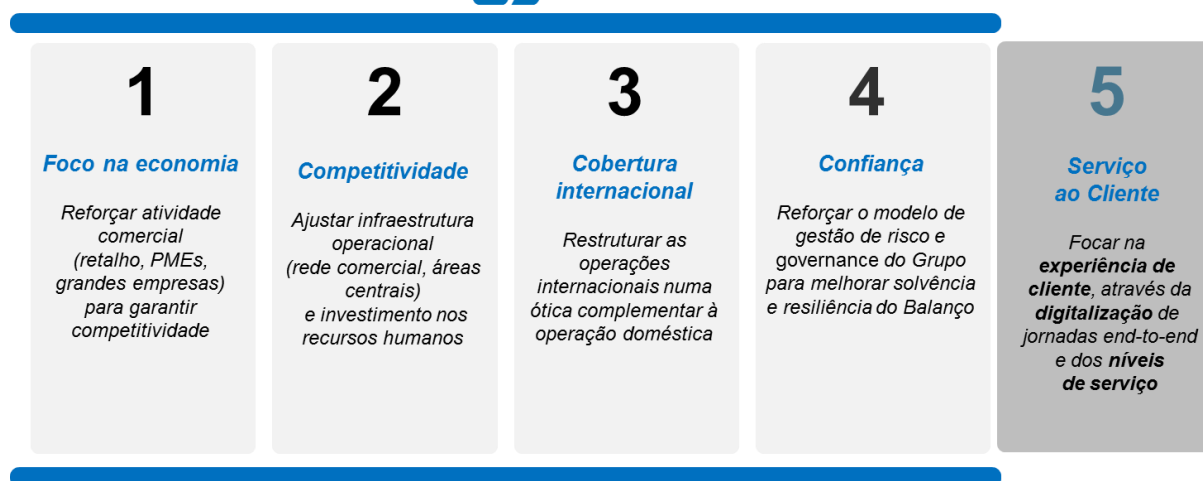 1
Foco na economia
Reforçar atividade
comercial
(retalho, PMEs,
grandes empresas)
para garantir
competitividade
2
Competitividade
Ajustar infraestrutura
operacional
(rede comercial, áreas
centrais)
e investimento nos
recursos humanos
3
Cobertura
internacional
Restruturar as
operações
internacionais numa
ótica complementar à
operação doméstica
4
Confiança
Reforçar o modelo de
gestão de risco e
governance do Grupo
para melhorar solvência
e resiliência do Balanço
5
Serviço
ao Cliente
Focar na
experiência de
cliente, através da
digitalização de
jornadas end-to-end
e dos níveis
de serviço